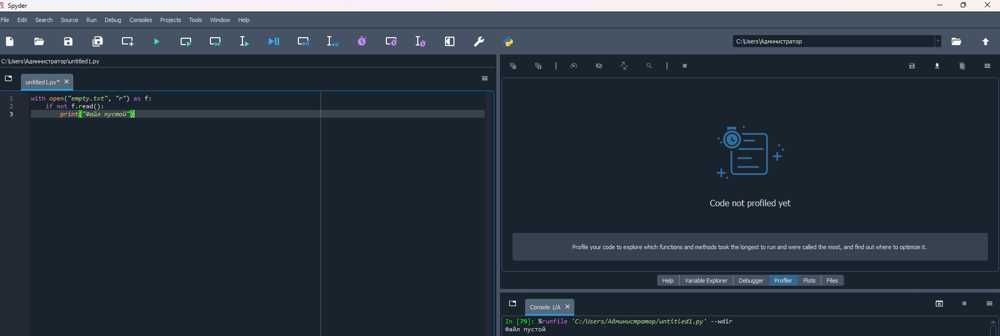 Spyder
File Edit Search Source Run Debug Consoles Projects Tools Window Help
C:\Users\Администратор
C:\Users\Администратор\untitled1.py
untitled1.py*
1 with open("empty.txt", "r") as f:
2 if not f.read():
3 print("Файл пустой")
Code not profiled yet
Profile your code to explore which functions and methods took the longest to run and were called the most, and find out where to optimize it.
Help Variable Explorer Debugger Profiler Plots Files
Console 1/A
In [79]: %runfile 'C:/Users/Администратор/untitled1.py' --wdir
Файл пустой